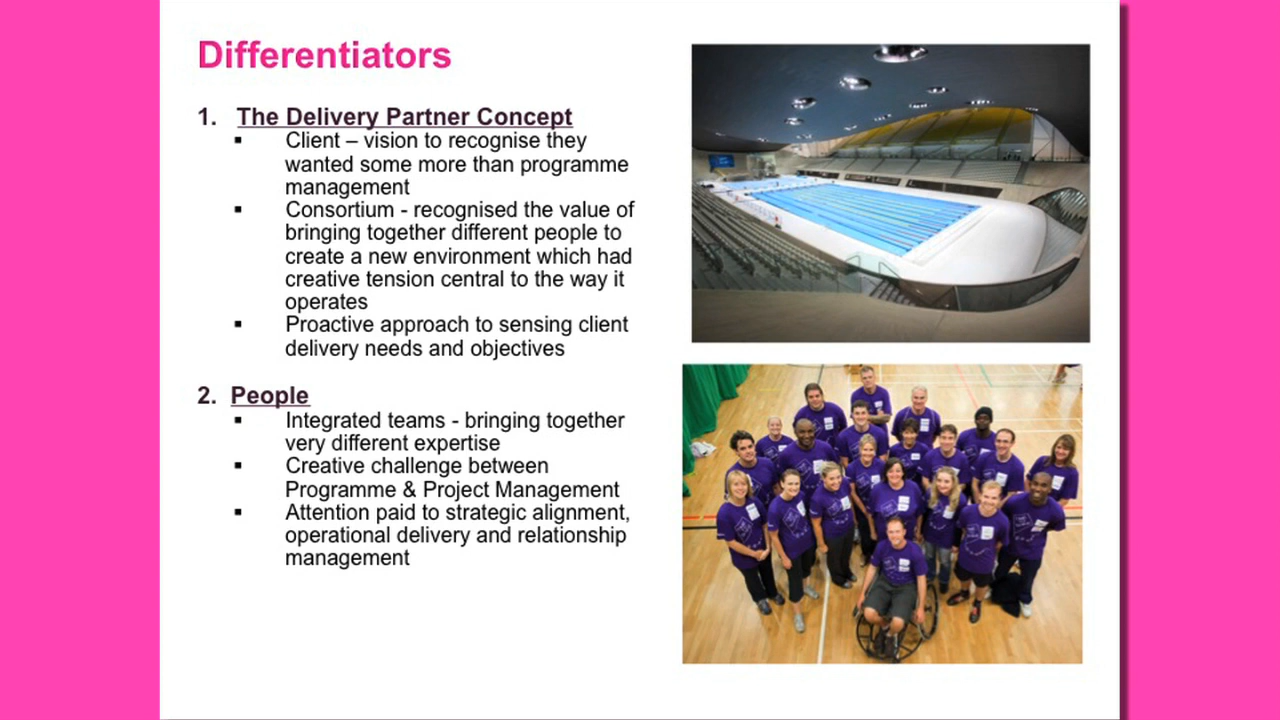 Differentiators
1. The Delivery Partner Concept
▪ Client – vision to recognise they
wanted some more than programme
management
▪ Consortium - recognised the value of
bringing together different people to
create a new environment which had
creative tension central to the way it
operates
▪ Proactive approach to sensing client
delivery needs and objectives
2. People
▪ Integrated teams - bringing together
very different expertise
▪ Creative challenge between
Programme & Project Management
▪ Attention paid to strategic alignment,
operational delivery and relationship
management